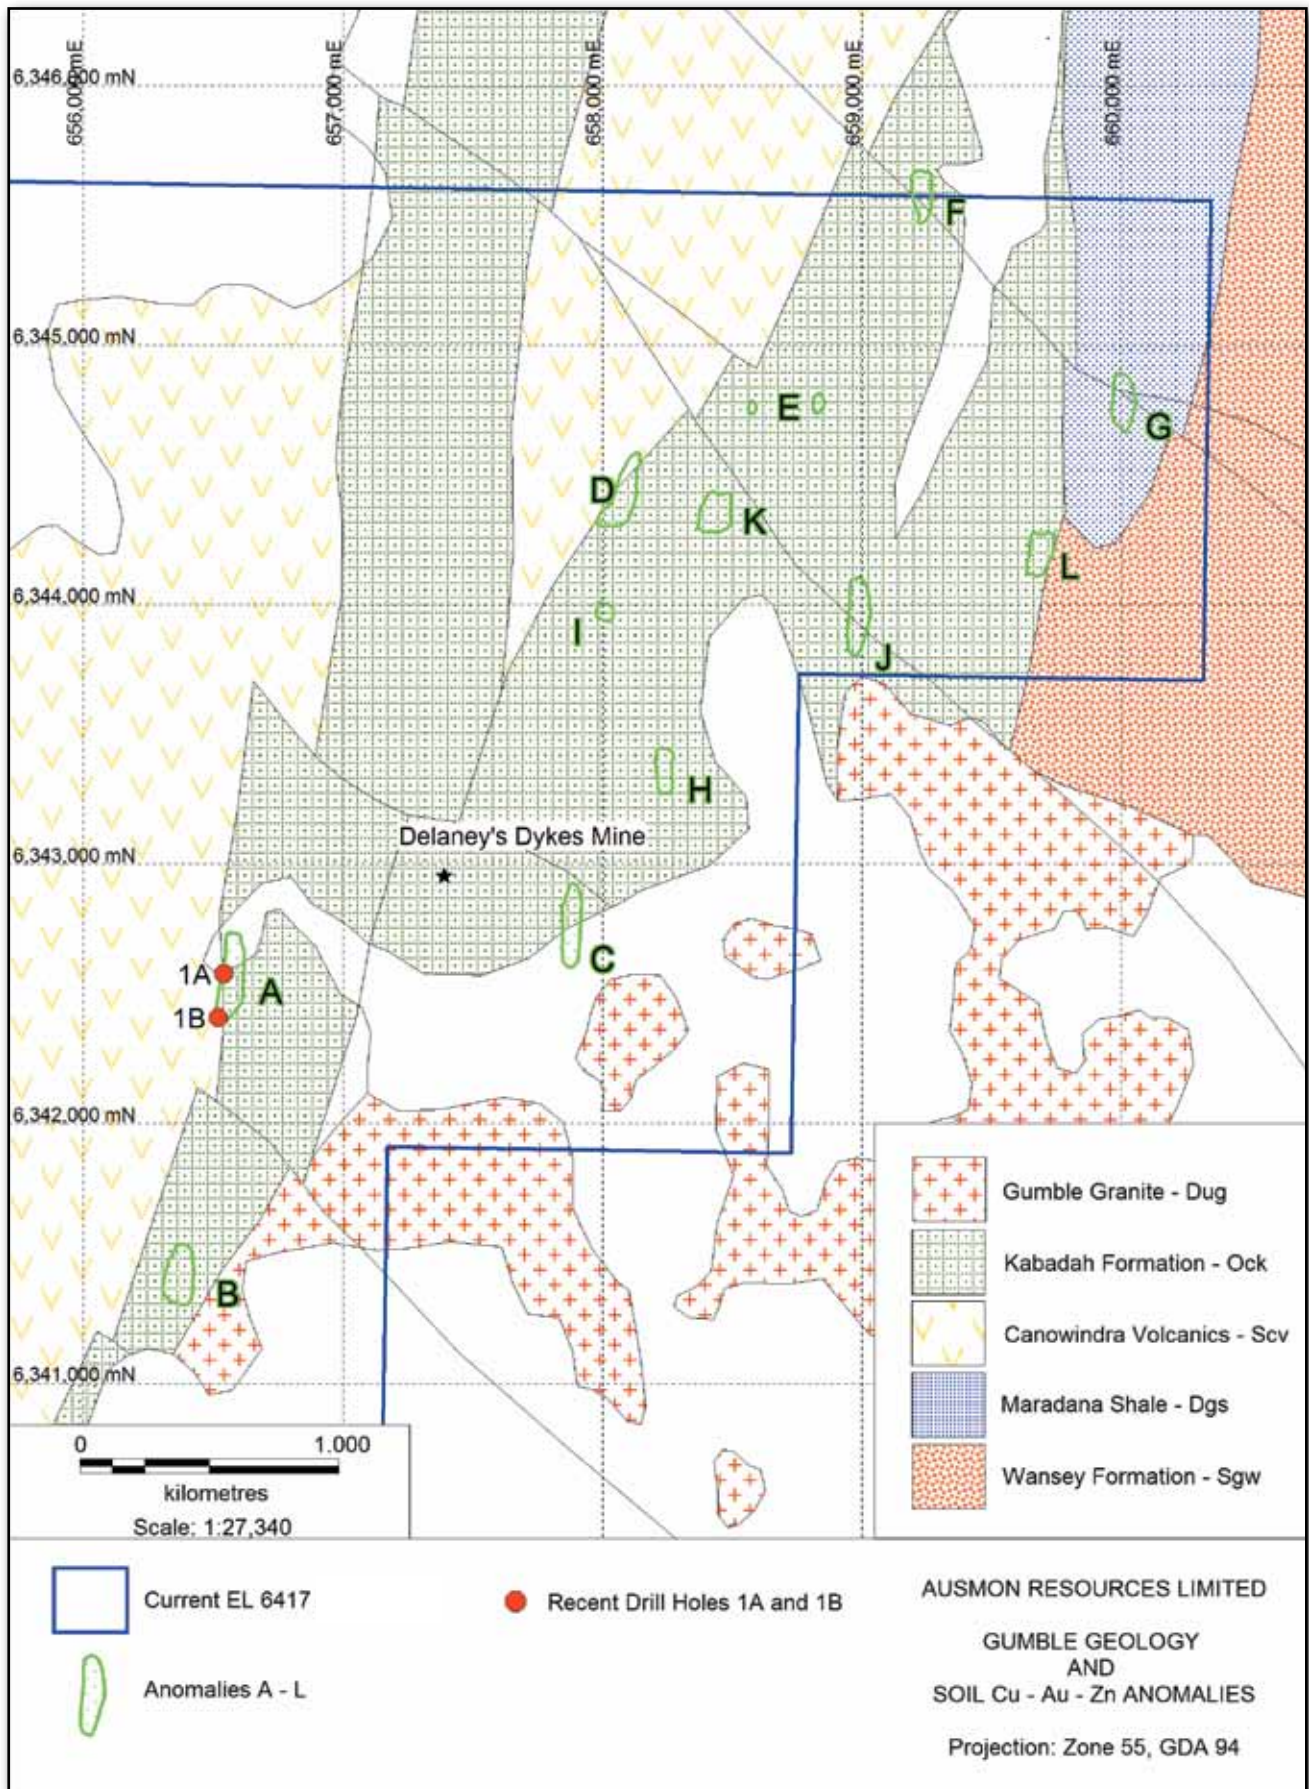 656,000 mE
657,000 mE
658,000 mE
659,000 mE
660,000 mE
6,346,000 mN
F
6,345,000 mN
E
G
D
K
L
6,344,000 mN
I
J
H
Delaney's Dykes Mine
6,343,000 mN
C
1A
A
1B
6,342,000 mN
B
6,341,000 mN
Gumble Granite - Dug
Kabadah Formation - Ock
Canowindra Volcanics - Scv
Maradana Shale - Dgs
Wansey Formation - Sgw
0 1.000
kilometres
Scale: 1:27,340
Current EL 6417
Anomalies A - L
Recent Drill Holes 1A and 1B
AUSMON RESOURCES LIMITED
GUMBLE GEOLOGY
AND
SOIL Cu - Au - Zn ANOMALIES
Projection: Zone 55, GDA 94